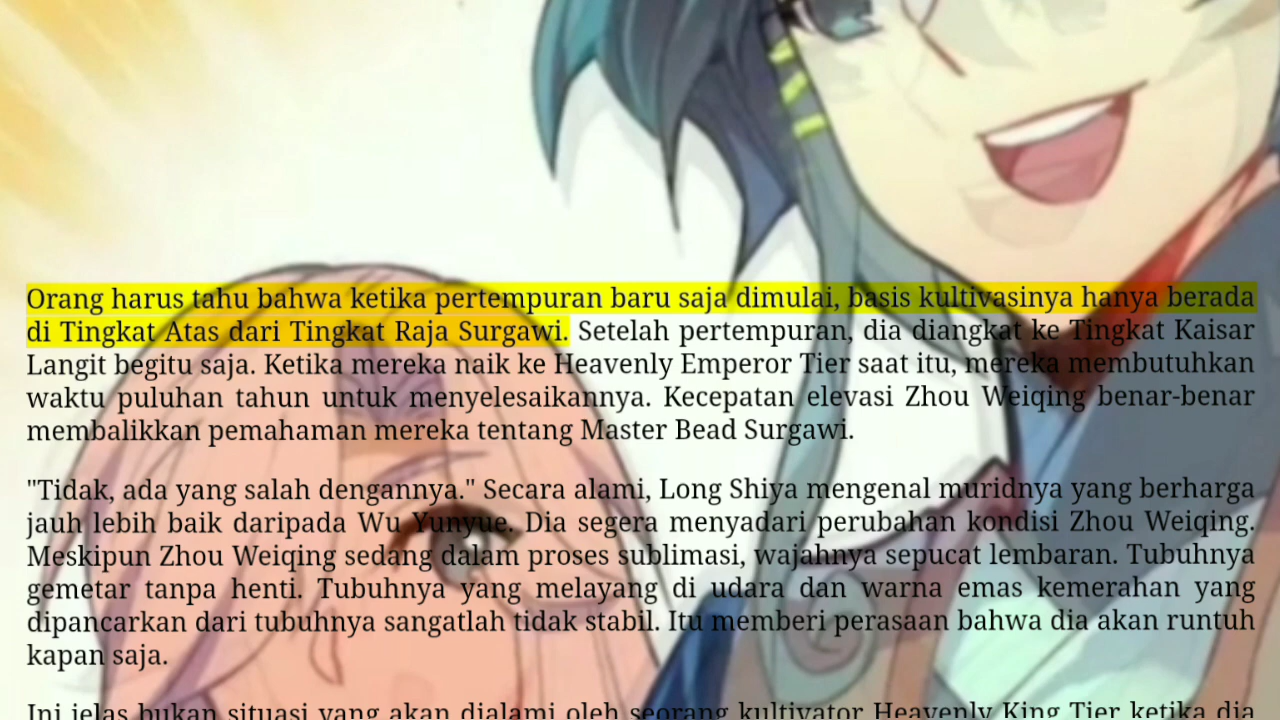 Orang harus tahu bahwa ketika pertempuran baru saja dimulai, basis kultivasinya hanya berada
di Tingkat Atas dari Tingkat Raja Surgawi. Setelah pertempuran, dia diangkat ke Tingkat Kaisar
Langit begitu saja. Ketika mereka naik ke Heavenly Emperor Tier saat itu, mereka membutuhkan
waktu puluhan tahun untuk menyelesaikannya. Kecepatan elevasi Zhou Weiqing benar-benar
membalikkan pemahaman mereka tentang Master Bead Surgawi.
"Tidak, ada yang salah dengannya." Secara alami, Long Shiya mengenal muridnya yang berharga
jauh lebih baik daripada Wu Yunyue. Dia segera menyadari perubahan kondisi Zhou Weiqing.
Meskipun Zhou Weiqing sedang dalam proses sublimasi, wajahnya sepucat lembaran. Tubuhnya
gemetar tanpa henti. Tubuhnya yang melayang di udara dan warna emas kemerahan yang
dipancarkan dari tubuhnya sangatlah tidak stabil. Itu memberi perasaan bahwa dia akan runtuh
kapan saja.
Ini jelas bukan situasi yang akan dialami oleh seorang kultivator Heavenly King Tier ketika dia